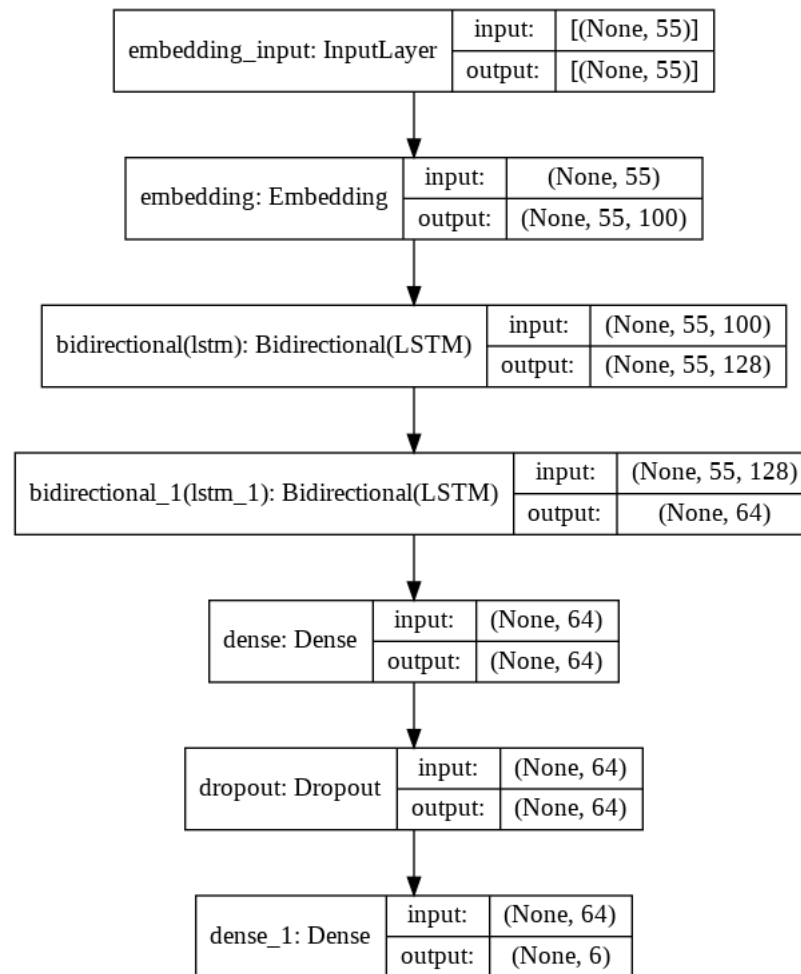 embedding_input: InputLayer
input: [(None, 55)]
output: [(None, 55)]
embedding: Embedding
input: (None, 55)
output: (None, 55, 100)
bidirectional(lstm): Bidirectional(LSTM)
input: (None, 55, 100)
output: (None, 55, 128)
bidirectional_1(lstm_1): Bidirectional(LSTM)
input: (None, 55, 128)
output: (None, 64)
dense: Dense
input: (None, 64)
output: (None, 64)
dropout: Dropout
input: (None, 64)
output: (None, 64)
dense_1: Dense
input: (None, 64)
output: (None, 6)